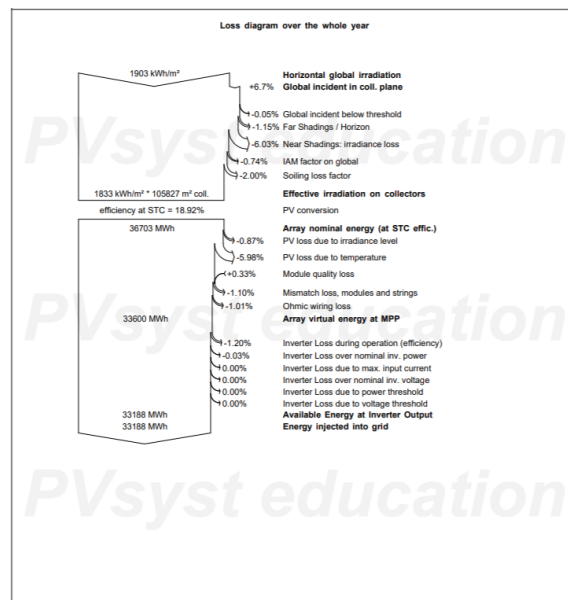 Loss diagram over the whole year
PVsyst education
1903 kWh/m²
Horizontal global irradiation
+6.7% Global incident in coll. plane
-0.05% Global incident below threshold
-1.15% Far Shadings / Horizon
-6.03% Near Shadings: irradiance loss
-0.74% IAM factor on global
-2.00% Soiling loss factor
1833 kWh/m² * 105827 m² coll. Effective irradiation on collectors
efficiency at STC = 18.92% PV conversion
36703 MWh Array nominal energy (at STC effic.)
-0.87% PV loss due to irradiance level
-5.98% PV loss due to temperature
+0.33% Module quality loss
PVsyst education
-1.10% Mismatch loss, modules and strings
-1.01% Ohmic wiring loss
33600 MWh Array virtual energy at MPP
-1.20% Inverter Loss during operation (efficiency)
-0.03% Inverter Loss over nominal inv. power
0.00% Inverter Loss due to max. input current
0.00% Inverter Loss over nominal inv. voltage
0.00% Inverter Loss due to power threshold
0.00% Inverter Loss due to voltage threshold
33188 MWh Available Energy at Inverter Output
33188 MWh Energy injected into grid
PVsyst education